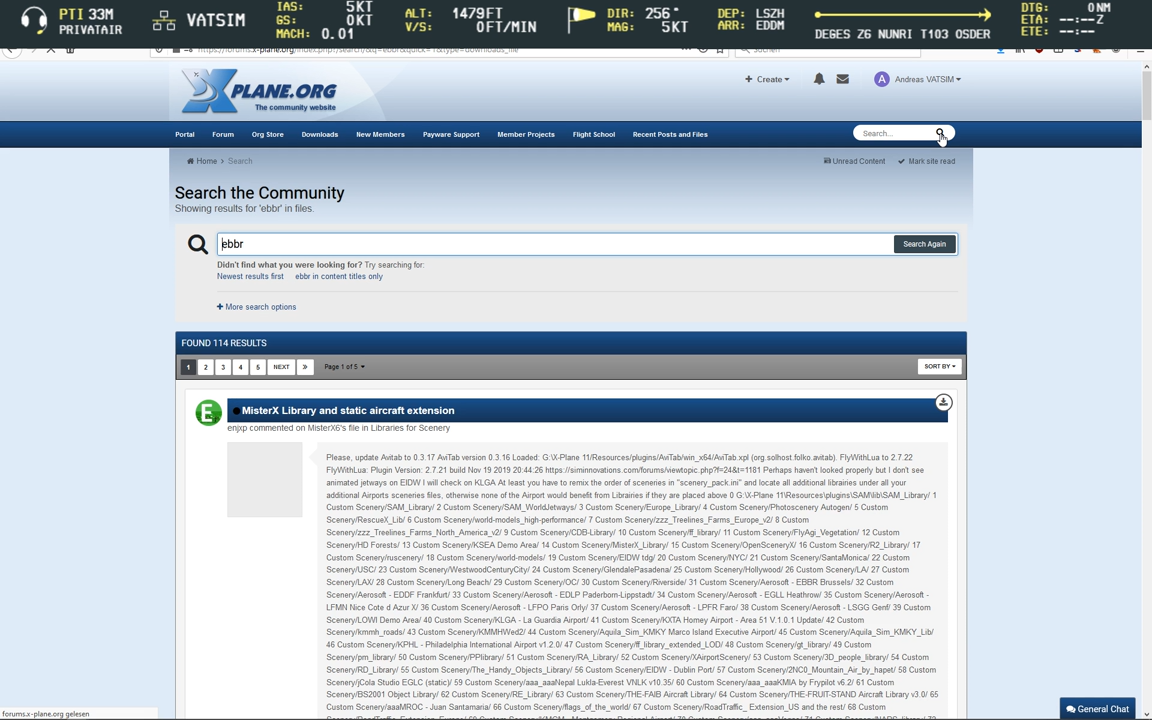 PTI 33M
PRIVATAIR
VATSIM
IAS: 5KT
GS: 0KT
MACH: 0.01
ALT: 1479FT
V/S: 0FT/MIN
DIR: 256°
MAG: 5KT
DEP: LSZH
ARR: EDDM
DEGES Z6 NUNRI T103 OSDER
DTG: 0NM
ETA: --:--Z
ETE: --:--
X PLANE.ORG
The community website
Create
Andreas VATSIM
Portal Forum Org Store Downloads New Members Payware Support Member Projects Flight School Recent Posts and Files
Search...
Home > Search
Unread Content
Mark site read
Search the Community
Showing results for 'ebbr' in files.
ebbr
Search Again
Didn't find what you were looking for? Try searching for:
Newest results first ebbr in content titles only
+ More search options
FOUND 114 RESULTS
1 2 3 4 5 NEXT » Page 1 of 5
SORT BY
E
MisterX Library and static aircraft extension
enjxp commented on MisterX6's file in Libraries for Scenery
Please, update Avitab to 0.3.17 AviTab version 0.3.16 Loaded: G:\X-Plane 11/Resources/plugins/AviTab/win_x64/AviTab.xpl (org.solhost.folko.avitab). FlyWithLua to 2.7.22
FlyWithLua: Plugin Version: 2.7.21 build Nov 19 2019 20:44:26 https://siminnovations.com/forums/viewtopic.php?f=24&t=1181 Perhaps haven't looked properly but I don't see
animated jetways on EIDW I will check on KLGA At least you have to remix the order of sceneries in "scenery_pack.ini" and locate all additional librairies under all your
additional Airports sceneries files, otherwise none of the Airport would benefit from Librairies if they are placed above 0 G:\X-Plane 11\Resources\plugins\SAM\lib\SAM_Library/ 1
Custom Scenery/SAM_Library/ 2 Custom Scenery/SAM_WorldJetways/ 3 Custom Scenery/Europe_Library/ 4 Custom Scenery/Photoscenery Autogen/ 5 Custom
Scenery/RescueX_Lib/ 6 Custom Scenery/world-models_high-performance/ 7 Custom Scenery/zzz_Treelines_Farms_Europe_v2/ 8 Custom
Scenery/zzz_Treelines_Farms_North_America_v2/ 9 Custom Scenery/CDB-Library/ 10 Custom Scenery/ff_library/ 11 Custom Scenery/FlyAgi_Vegetation/ 12 Custom
Scenery/HD Forests/ 13 Custom Scenery/KSEA Demo Area/ 14 Custom Scenery/MisterX_Library/ 15 Custom Scenery/OpenSceneryX/ 16 Custom Scenery/R2_Library/ 17
Custom Scenery/ruscenery/ 18 Custom Scenery/world-models/ 19 Custom Scenery/EIDW tdg/ 20 Custom Scenery/NYC/ 21 Custom Scenery/SantaMonica/ 22 Custom
Scenery/USC/ 23 Custom Scenery/WestwoodCenturyCity/ 24 Custom Scenery/GlendalePasadena/ 25 Custom Scenery/Hollywood/ 26 Custom Scenery/LA/ 27 Custom
Scenery/LAX/ 28 Custom Scenery/Long Beach/ 29 Custom Scenery/OC/ 30 Custom Scenery/Riverside/ 31 Custom Scenery/Aerosoft - EBBR Brussels/ 32 Custom
Scenery/Aerosoft - EDDF Frankfurt/ 33 Custom Scenery/Aerosoft - EDLP Paderborn-Lippstadt/ 34 Custom Scenery/Aerosoft - EGLL Heathrow/ 35 Custom Scenery/Aerosoft -
LFMN Nice Cote d Azur X/ 36 Custom Scenery/Aerosoft - LFPO Paris Orly/ 37 Custom Scenery/Aerosoft - LPFR Faro/ 38 Custom Scenery/Aerosoft - LSGG Genf/ 39 Custom
Scenery/LOWI Demo Area/ 40 Custom Scenery/KLGA - La Guardia Airport/ 41 Custom Scenery/KXTA Homey Airport - Area 51 V.1.0.1 Update/ 42 Custom
Scenery/kmmh_roads/ 43 Custom Scenery/KMMHWed2/ 44 Custom Scenery/Aquila_Sim_KMKY Marco Island Executive Airport/ 45 Custom Scenery/Aquila_Sim_KMKY_Lib/
46 Custom Scenery/KPHL - Philadelphia International Airport v1.2.0/ 47 Custom Scenery/ff_library_extended_LOD/ 48 Custom Scenery/gt_library/ 49 Custom
Scenery/pm_library/ 50 Custom Scenery/PPlibrary/ 51 Custom Scenery/RA_Library/ 52 Custom Scenery/XAirportScenery/ 53 Custom Scenery/3D_people_library/ 54 Custom
Scenery/RD_Library/ 55 Custom Scenery/The_Handy_Objects_Library/ 56 Custom Scenery/EIDW - Dublin Port/ 57 Custom Scenery/2NC0_Mountain_Air_by_hapet/ 58 Custom
Scenery/jCola Studio EGLC (static)/ 59 Custom Scenery/aaa_aaaNepal Lukla-Everest VNLK v10.35/ 60 Custom Scenery/aaa_aaaKMIA by Frypilot v6.2/ 61 Custom
Scenery/BS2001 Object Library/ 62 Custom Scenery/RE_Library/ 63 Custom Scenery/THE-FAIB Aircraft Library/ 64 Custom Scenery/THE-FRUIT-STAND Aircraft Library v3.0/ 65
Custom Scenery/aaaMROC - Juan Santamaria/ 66 Custom Scenery/flags_of_the_world/ 67 Custom Scenery/RoadTraffic_Extension_US and the rest/ 68 Custom
forums.x-plane.org gelesen
General Chat